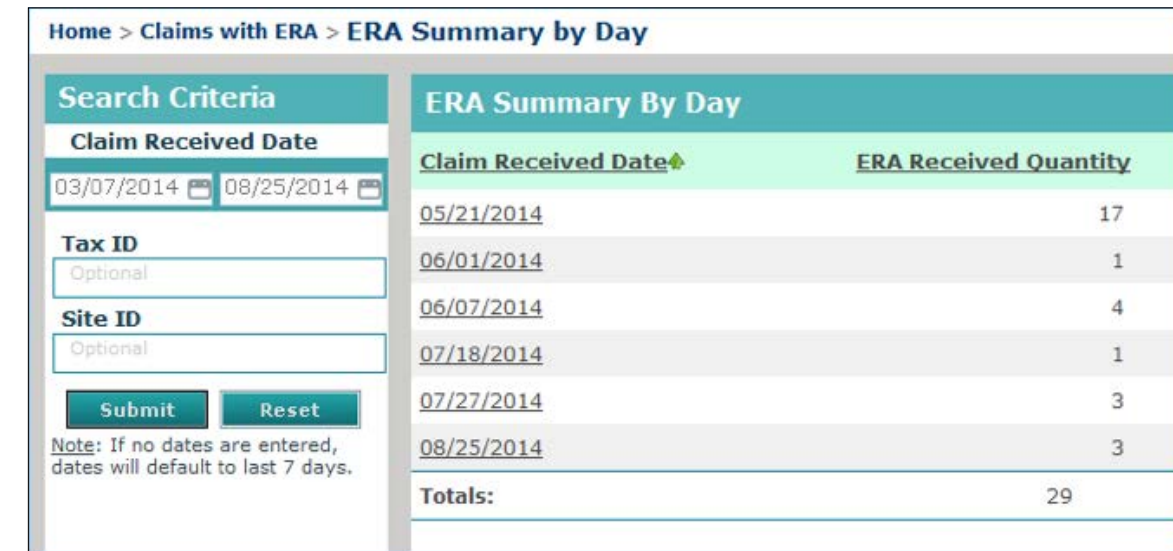 Home > Claims with ERA > ERA Summary by Day
Search Criteria
Claim Received Date
03/07/2014 08/25/2014
Tax ID
Optional
Site ID
Optional
Submit Reset
Note: If no dates are entered,
dates will default to last 7 days.
ERA Summary By Day
Claim Received Date ERA Received Quantity
05/21/2014 17
06/01/2014 1
06/07/2014 4
07/18/2014 1
07/27/2014 3
08/25/2014 3
Totals: 29